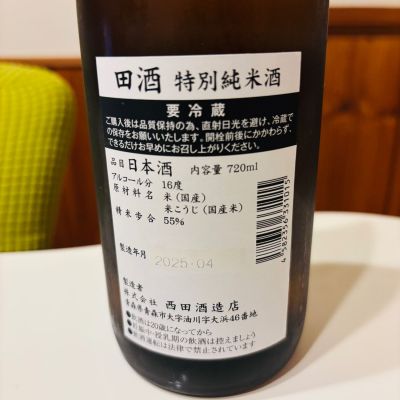 田酒 特別純米酒
要冷蔵
ご購入後は品質保持の為、直射日光を避け、冷蔵で
の保存をお願いいたします。開栓前後にかかわらず、
できるだけお早めにお召し上がりください。
品目 日本酒 内容量 720ml
アルコール分 16度
原材料名 米(国産)
米こうじ(国産米)
精米歩合 55%
製造年月 2025.04
製造者
株式会社 西田酒造店
青森県青森市大字油川字大浜46番地
●飲酒は20歳になってから
●妊娠中・授乳期の飲酒は控えましょう
●飲酒運転は法律で禁止されています
4 582356 331015